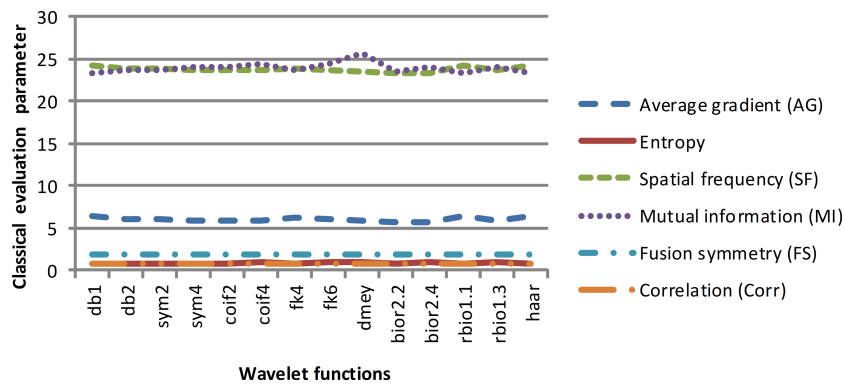 Classical evaluation parameter
30
25
20
15
10
5
0
db1
db2
sym2
sym4
coif2
coif4
fk4
fk6
dmey
bior2.2
bior2.4
rbio1.1
rbio1.3
haar
Wavelet functions
Average gradient (AG)
Entropy
Spatial frequency (SF)
Mutual information (MI)
Fusion symmetry (FS)
Correlation (Corr)